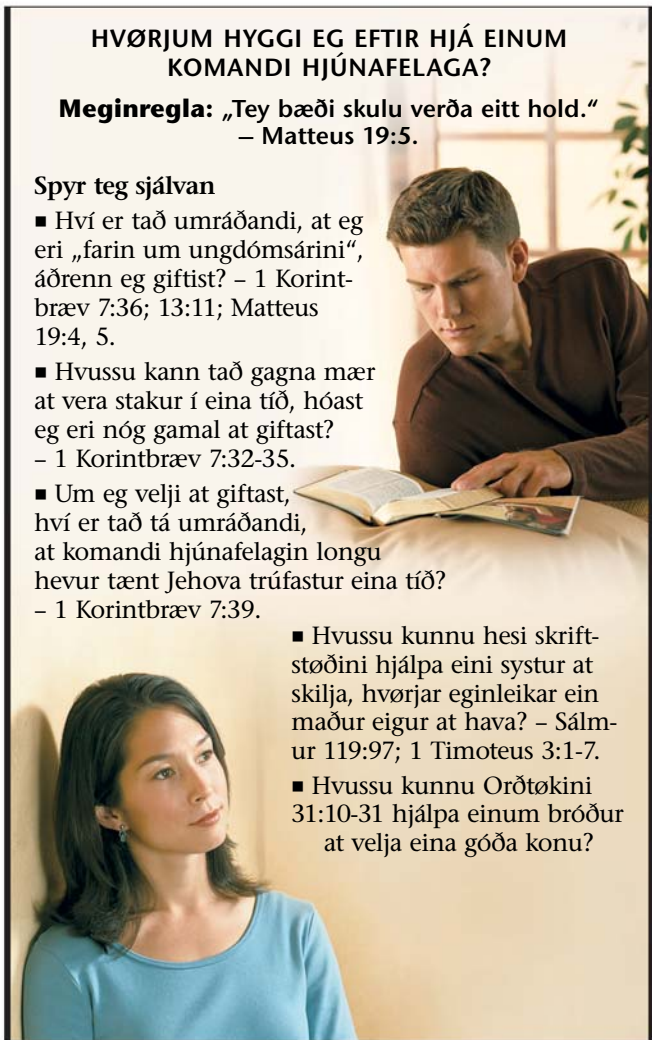 HVØRJUM HYGGI EG EFTIR HJÁ EINUM
KOMANDI HJÚNAFELAGA?
Meginregla: „Tey bæði skulu verða eitt hold.“
– Matteus 19:5.
Spyr teg sjálvan
■ Hví er tað umráðandi, at eg
eri „farin um ungdómsárini“,
áðrenn eg giftist? – 1 Korint-
bræv 7:36; 13:11; Matteus
19:4, 5.
■ Hvussu kann tað gagna mær
at vera stakur í eina tíð, hóast
eg eri nóg gamal at giftast?
– 1 Korintbræv 7:32-35.
■ Um eg velji at giftast,
hví er tað tá umráðandi,
at komandi hjúnafelagin longu
hevur tænt Jehova trúfastur eina tíð?
– 1 Korintbræv 7:39.
■ Hvussu kunnu hesi skrift-
støðini hjálpa eini systur at
skilja, hvørjar eginleikar ein
maður eigur at hava? – Sálm-
ur 119:97; 1 Timoteus 3:1-7.
■ Hvussu kunnu Orðtøkini
31:10-31 hjálpa einum bróður
at velja eina góða konu?